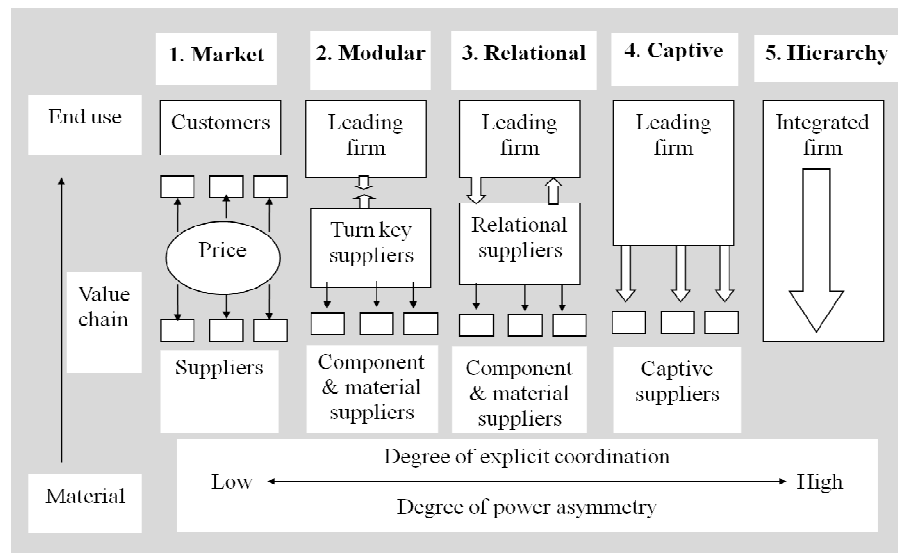 1. Market
2. Modular
3. Relational
4. Captive
5. Hierarchy
End use
Customers
Leading
firm
Leading
firm
Leading
firm
Integrated
firm
Price
Turn key
suppliers
Relational
suppliers
Value
chain
Suppliers
Component
& material
suppliers
Component
& material
suppliers
Captive
suppliers
Material
Degree of explicit coordination
Low
High
Degree of power asymmetry